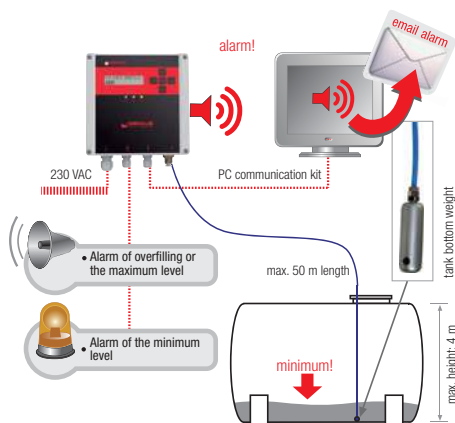 alarm!
email alarm
230 VAC
PC communication kit
tank bottom weight
• Alarm of overfilling or
the maximum level
max. 50 m length
• Alarm of the minimum
level
minimum!
max. height: 4 m